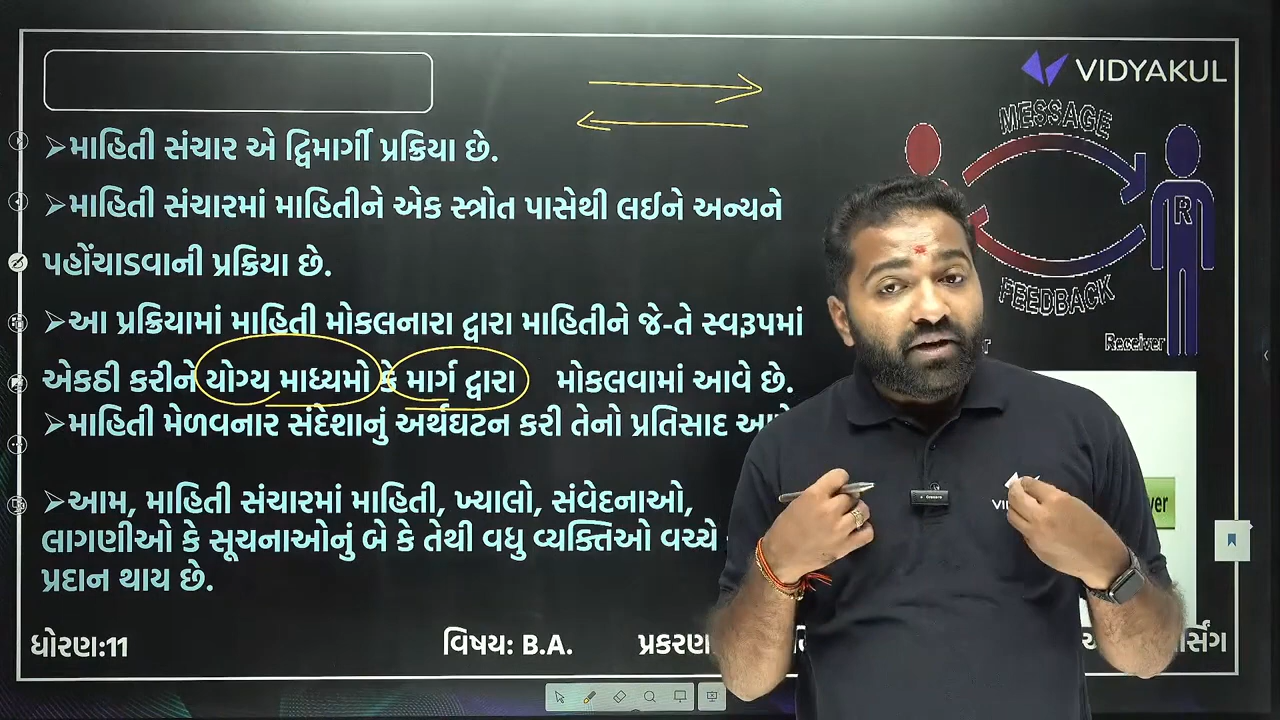 VIDYAKUL
MESSAGE
➢માહિતી સંચાર એ દ્વિમાર્ગી પ્રક્રિયા છે.
➢માહિતી સંચારમાં માહિતીને એક સ્ત્રોત પાસેથી લઈને અન્યને
પહોંચાડવાની પ્રક્રિયા છે.
R
FEEDBACK
➢આ પ્રક્રિયામાં માહિતી મોકલનારા દ્વારા માહિતીને જે-તે સ્વરૂપમાં
Receiver
એકઠી કરીને યોગ્ય માધ્યમો કે માર્ગ દ્વારા મોકલવામાં આવે છે.
➢માહિતી મેળવનાર સંદેશાનું અર્થઘટન કરી તેનો પ્રતિસાદ
➢આમ, માહિતી સંચારમાં માહિતી, ખ્યાલો, સંવેદનાઓ,
લાગણીઓ કે સૂચનાઓનું બે કે તેથી વધુ વ્યક્તિઓ વચ્ચે
પ્રદાન થાય છે.
ધોરણ:11 વિષય: B.A. પ્રકરણ